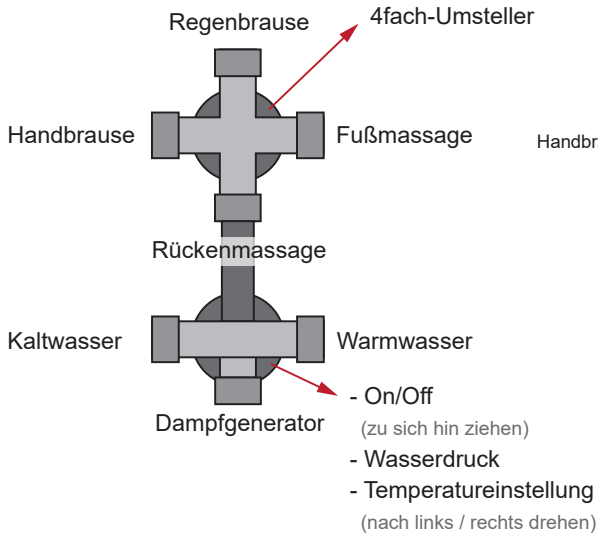 Regenbrause
4fach-Umsteller
Handbrause
Fußmassage
Handbr
Rückenmassage
Kaltwasser
Warmwasser
Dampfgenerator
- On/Off
(zu sich hin ziehen)
- Wasserdruck
- Temperatureinstellung
(nach links / rechts drehen)